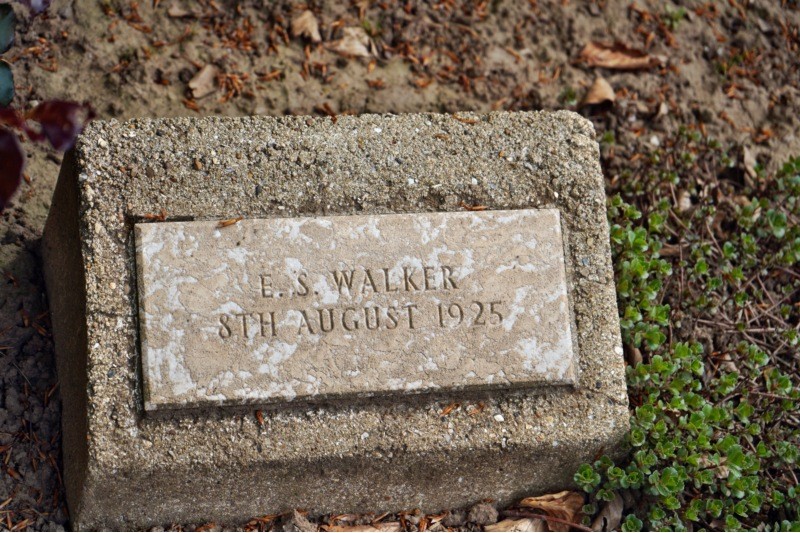 E. S. WALKER
8TH AUGUST 1925